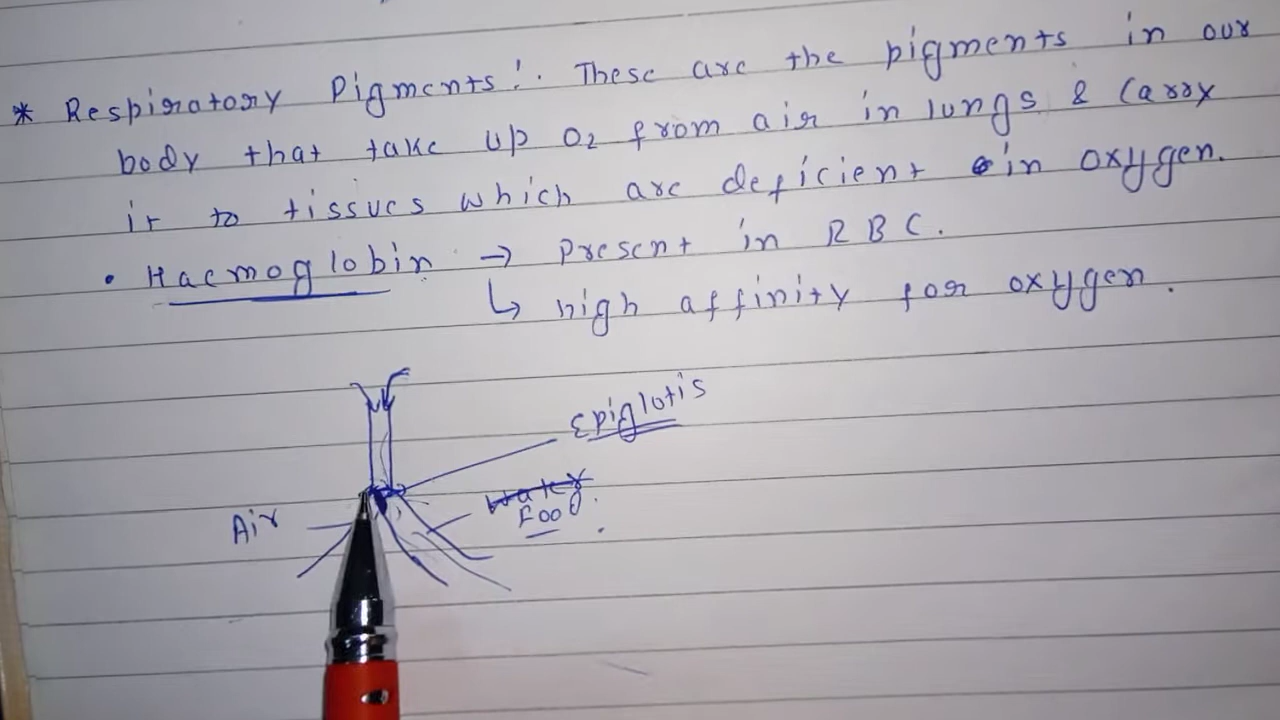 * Respiratory Pigments:. These are the pigments in our
body that take up O2 from air in lungs & carry
it to tissues which are deficient in oxygen.
• Haemoglobin → Present in RBC.
↳ high affinity for oxygen.
Epiglotis
Water
Air
Food.